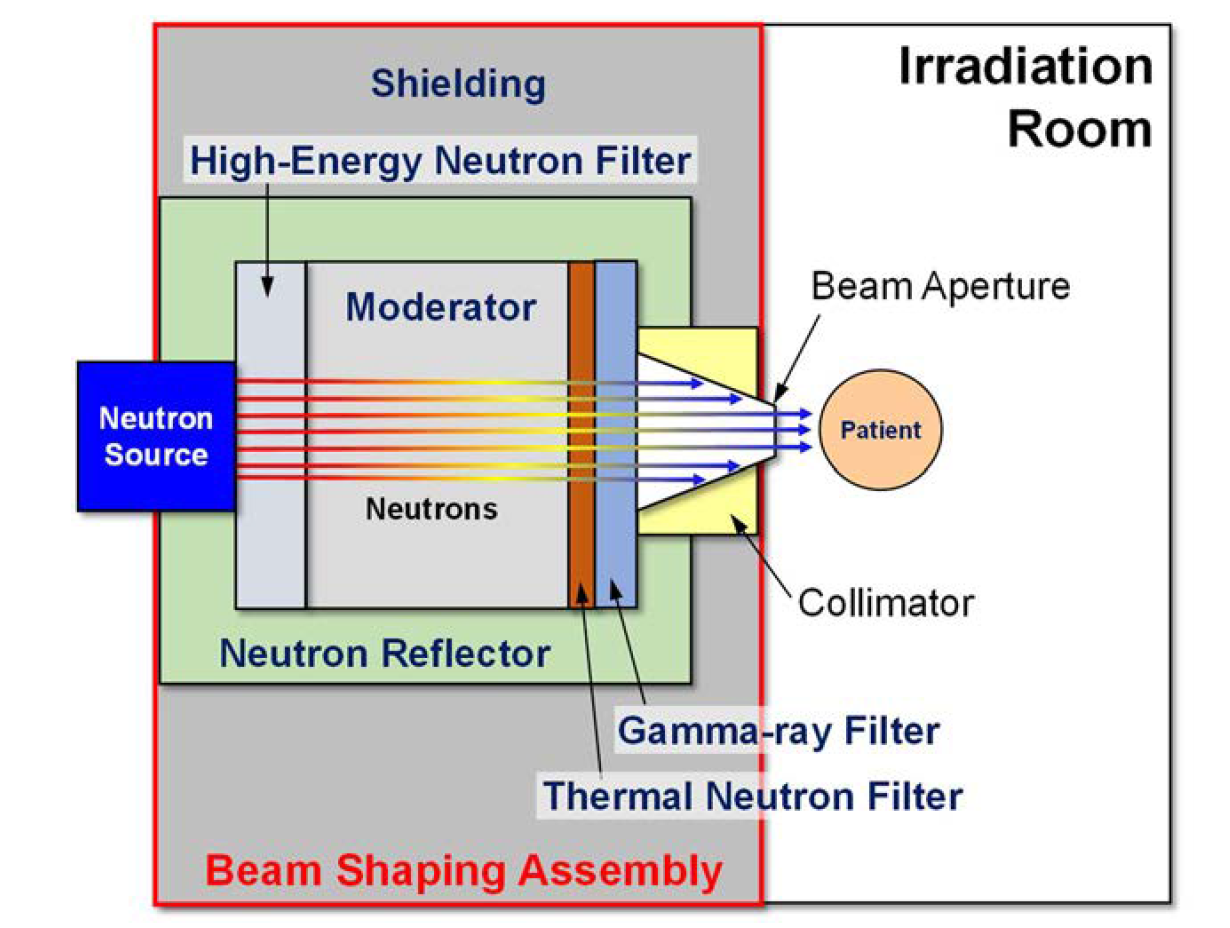 Shielding
Irradiation
Room
High-Energy Neutron Filter
Beam Aperture
Moderator
Neutron
Source
Patient
Neutrons
Collimator
Neutron Reflector
Gamma-ray Filter
Thermal Neutron Filter
Beam Shaping Assembly